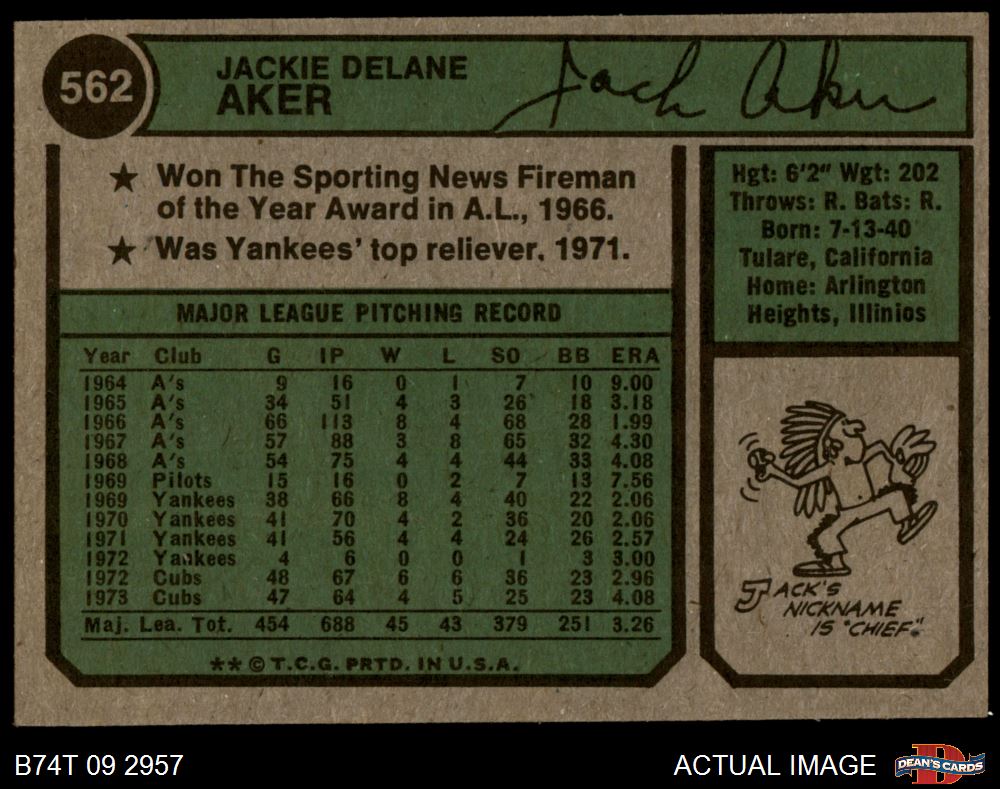 562
JACKIE DELANE
AKER
Jack Aker
★ Won The Sporting News Fireman
of the Year Award in A.L., 1966.
★ Was Yankees' top reliever, 1971.
Hgt: 6'2" Wgt: 202
Throws: R. Bats: R.
Born: 7-13-40
Tulare, California
Home: Arlington
Heights, Illinios
MAJOR LEAGUE PITCHING RECORD
Year Club G IP W L SO BB ERA
1964 A's 9 16 0 1 7 10 9.00
1965 A's 34 51 4 3 26 18 3.18
1966 A's 66 113 8 4 68 28 1.99
1967 A's 57 88 3 8 65 32 4.30
1968 A's 54 75 4 4 44 33 4.08
1969 Pilots 15 16 0 2 7 13 7.56
1969 Yankees 38 66 8 4 40 22 2.06
1970 Yankees 41 70 4 2 36 20 2.06
1971 Yankees 41 56 4 4 24 26 2.57
1972 Yankees 4 6 0 0 1 3 3.00
1972 Cubs 48 67 6 6 36 23 2.96
1973 Cubs 47 64 4 5 25 23 4.08
Maj. Lea. Tot. 454 688 45 43 379 251 3.26
** © T.C.G. PRTD. IN U.S.A.
JACK'S
NICKNAME
IS "CHIEF."
B74T 09 2957
ACTUAL IMAGE
DEAN'S CARDS